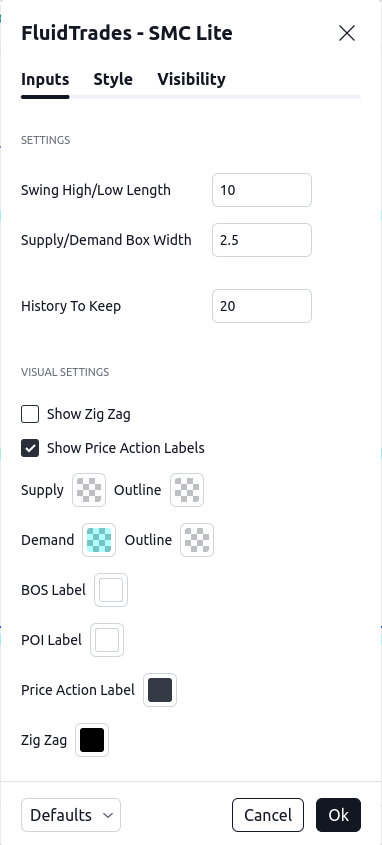 FluidTrades - SMC Lite
Inputs Style Visibility
SETTINGS
Swing High/Low Length 10
Supply/Demand Box Width 2.5
History To Keep 20
VISUAL SETTINGS
Show Zig Zag
Show Price Action Labels
Supply Outline
Demand Outline
BOS Label
POI Label
Price Action Label
Zig Zag
Defaults Cancel Ok